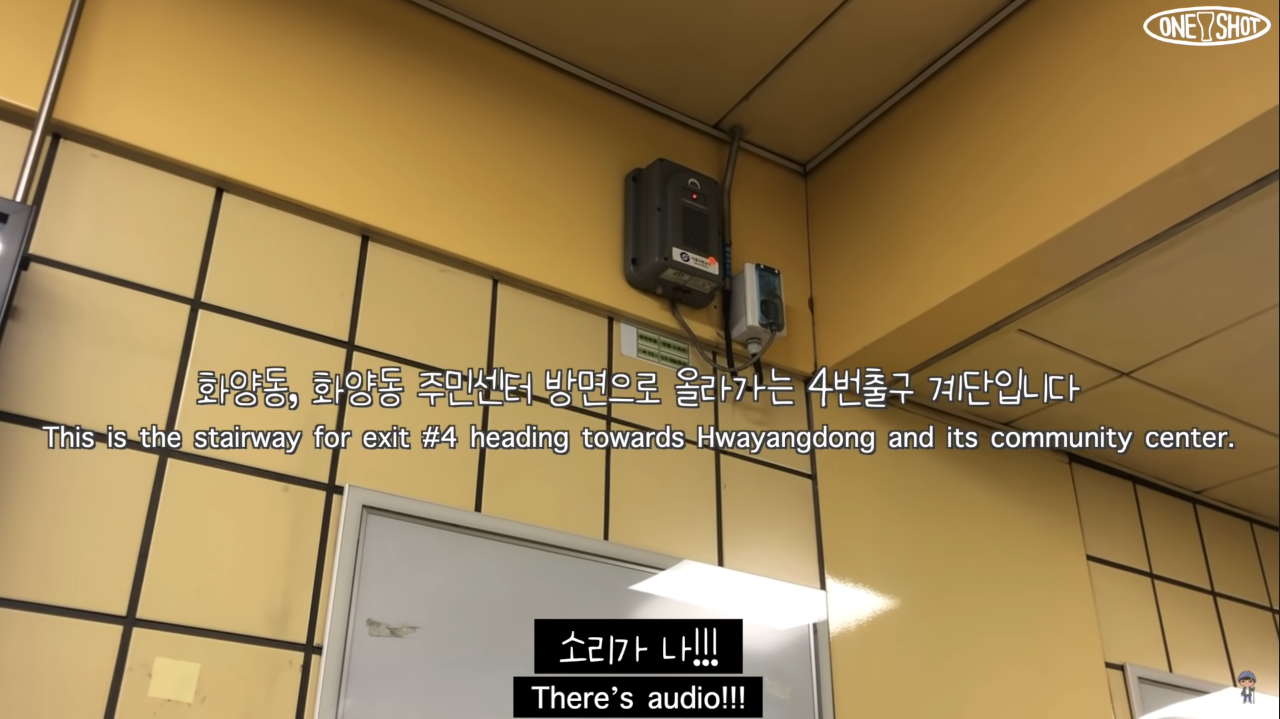 ONE SHOT
화양동, 화양동 주민센터 방면으로 올라가는 4번출구 계단입니다
This is the stairway for exit #4 heading towards Hwayangdong and its community center.
소리가 나!!!
There's audio!!!